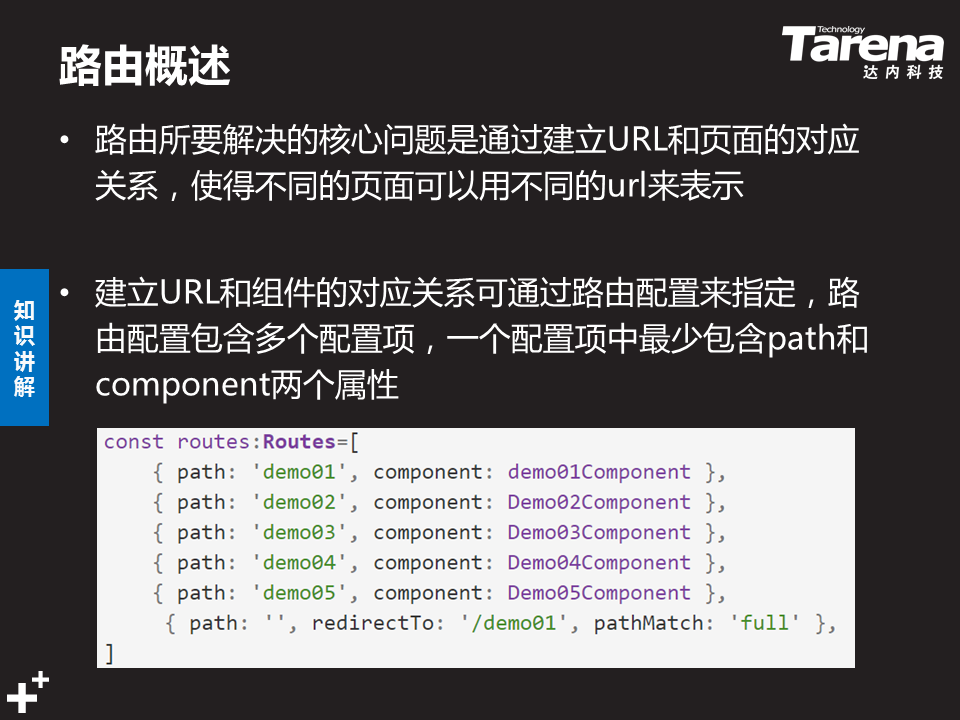 Technology
Tarena
达内科技
路由概述
• 路由所要解决的核心问题是通过建立URL和页面的对应
关系，使得不同的页面可以用不同的url来表示
• 建立URL和组件的对应关系可通过路由配置来指定，路
由配置包含多个配置项，一个配置项中最少包含path和
component两个属性
知
识
讲
解
const routes:Routes=[
    { path: 'demo01', component: demo01Component },
    { path: 'demo02', component: Demo02Component },
    { path: 'demo03', component: Demo03Component },
    { path: 'demo04', component: Demo04Component },
    { path: 'demo05', component: Demo05Component },
     { path: '', redirectTo: '/demo01', pathMatch: 'full' },
]